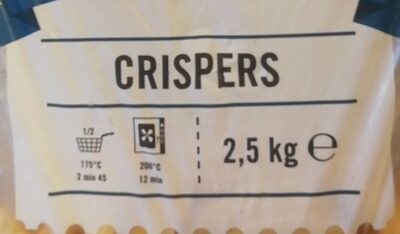 CRISPERS
1/2
175°C
2 min 45
200°C
12 min
2,5 kg ℮